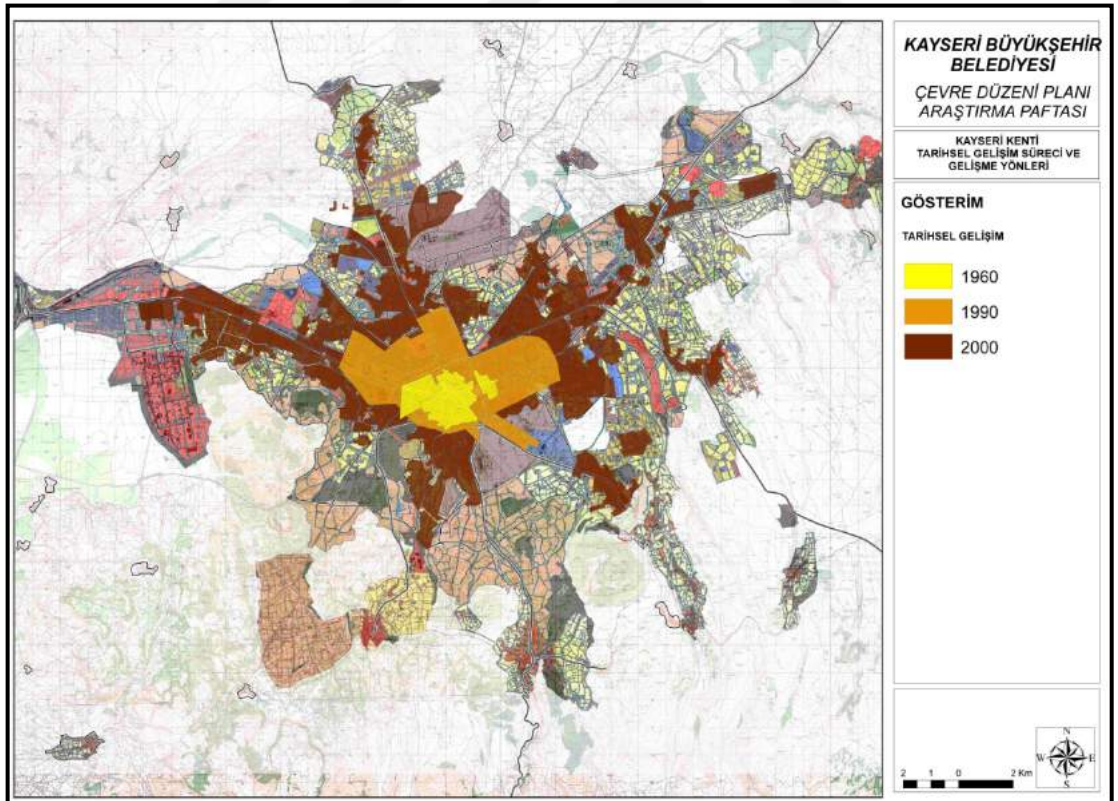 KAYSERİ BÜYÜKŞEHİR
BELEDİYESİ
ÇEVRE DÜZENİ PLANI
ARAŞTIRMA PAFTASI
KAYSERİ KENTİ
TARİHSEL GELİŞİM SÜRECİ VE
GELİŞME YÖNLERİ
GÖSTERİM
TARİHSEL GELİŞİM
1960
1990
2000
N
W E
S
2 1 0 2 Km